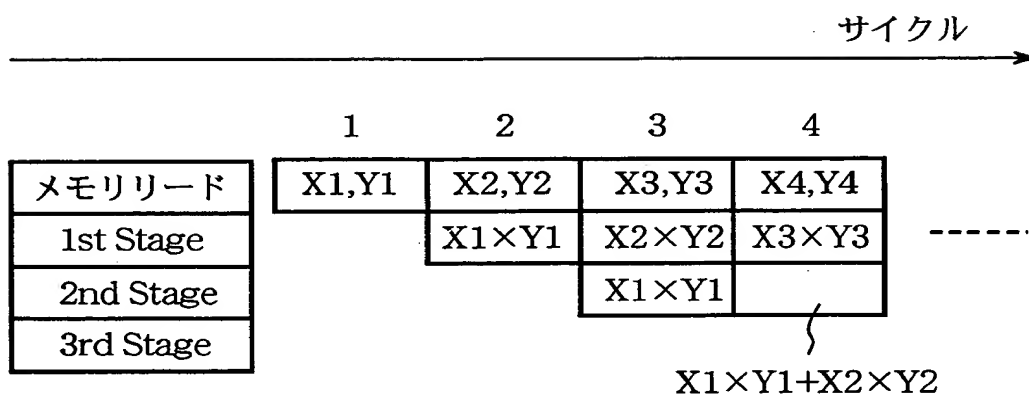 サイクル
1 2 3 4
メモリリード X1,Y1 X2,Y2 X3,Y3 X4,Y4
1st Stage X1×Y1 X2×Y2 X3×Y3
2nd Stage X1×Y1
3rd Stage
X1×Y1+X2×Y2